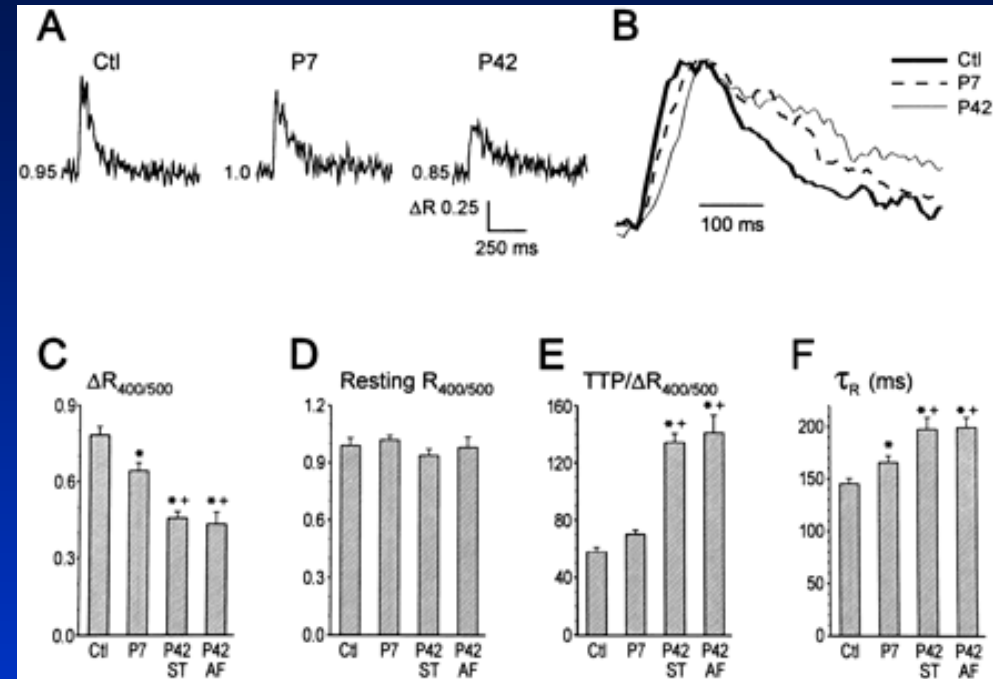 A
Ctl
P7
P42
0.95
1.0
0.85
ΔR 0.25
250 ms
B
Ctl
P7
P42
100 ms
C
ΔR400/500
0.9
0.6
0.3
0.0
*
*+
*+
Ctl
P7
P42
ST
P42
AF
D
Resting R400/500
1.2
0.9
0.6
0.3
0.0
Ctl
P7
P42
ST
P42
AF
E
TTP/ΔR400/500
160
120
80
40
0
*+
*+
Ctl
P7
P42
ST
P42
AF
F
τR (ms)
200
150
100
50
0
*
*+
*+
Ctl
P7
P42
ST
P42
AF